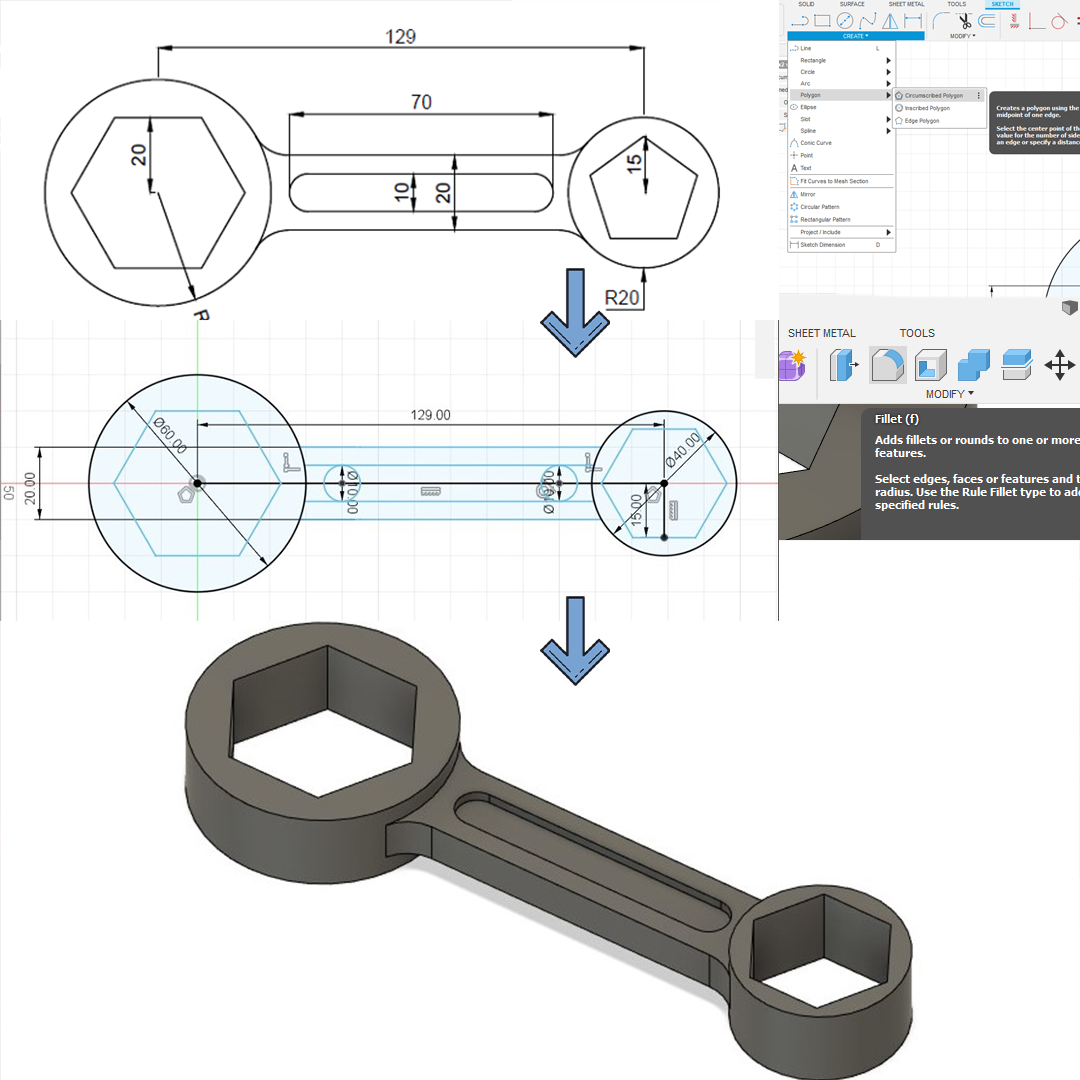 129
70
20
10
20
15
R
R20
SOLID SURFACE SHEET METAL TOOLS SKETCH
CREATE MODIFY
Line L
Rectangle
Circle
Arc
Polygon
Ellipse
Slot
Spline
Conic Curve
Point
Text
Fit Curves to Mesh Section
Mirror
Circular Pattern
Rectangular Pattern
Project / Include
Sketch Dimension D
Circumscribed Polygon
Inscribed Polygon
Edge Polygon
Creates a polygon using the
midpoint of one edge.
Select the center point of th
value for the number of side
an edge or specify a distanc
SHEET METAL TOOLS
MODIFY
Fillet (f)
Adds fillets or rounds to one or more
features.
Select edges, faces or features and t
radius. Use the Rule Fillet type to add
specified rules.
129.00
Ø60.00
Ø40.00
20.00
50
Ø10.00
15.00